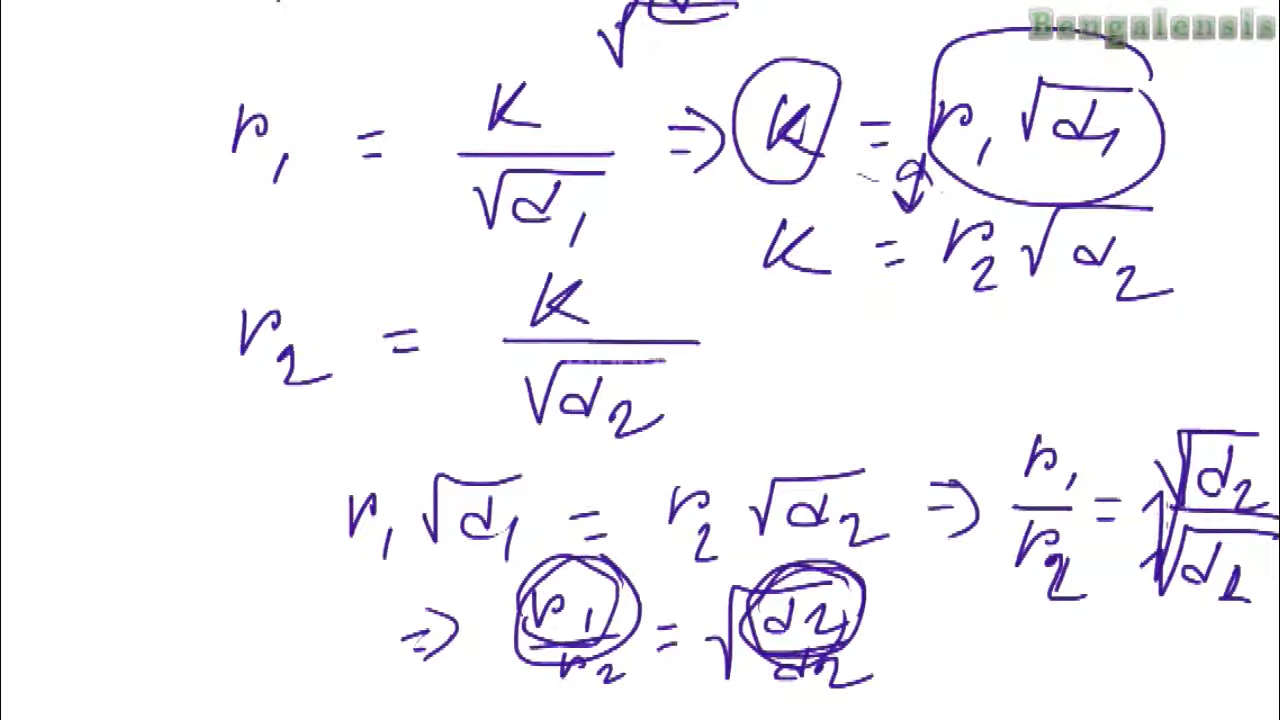 Bengalensis
r₁ = K/√d₁ ⇒ K = r₁ √d₁
K = r₂ √d₂
r₂ = K/√d₂
r₁ √d₁ = r₂ √d₂ ⇒ r₁/r₂ = √d₂/√d₁
⇒ r₁/r₂ = √d₂/d2